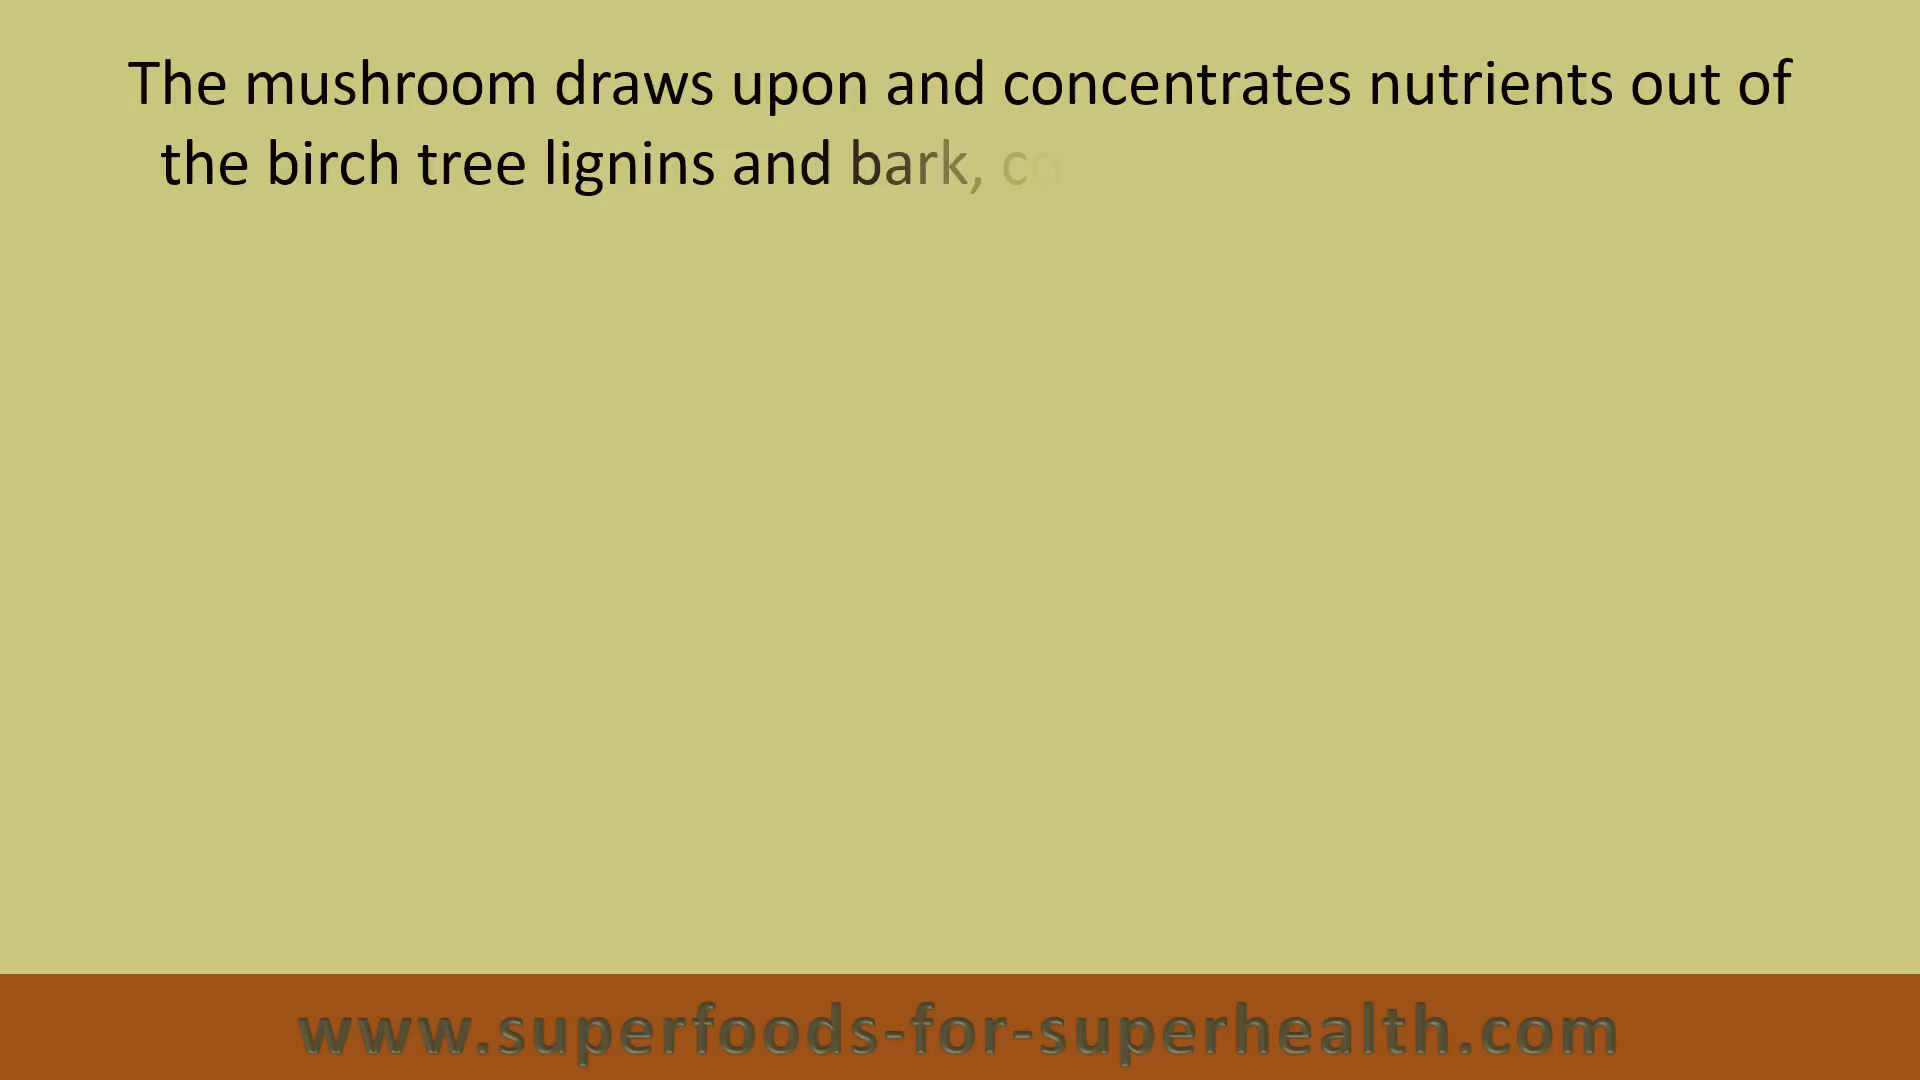 The mushroom draws upon and concentrates nutrients out of
the birch tree lignins and bark,
www.superfoods-for-superhealth.com